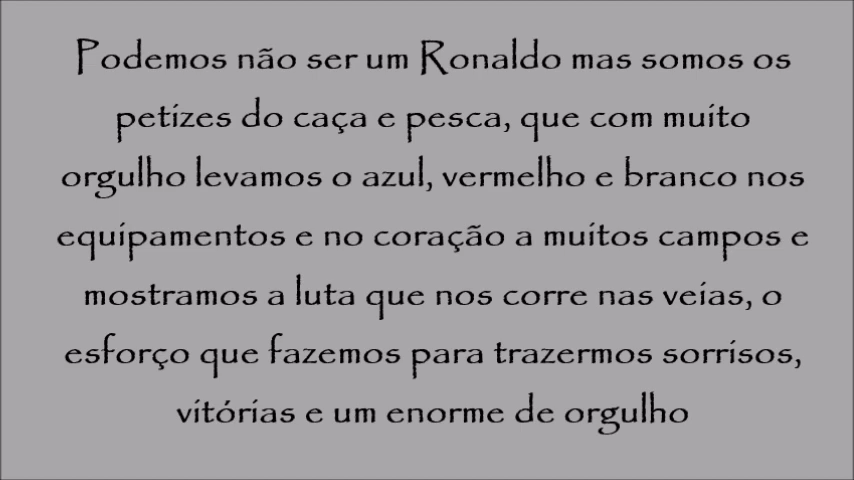 Podemos não ser um Ronaldo mas somos os
petizes do caça e pesca, que com muito
orgulho levamos o azul, vermelho e branco nos
equipamentos e no coração a muitos campos e
mostramos a luta que nos corre nas veias, o
esforço que fazemos para trazermos sorrisos,
vitórias e um enorme de orgulho